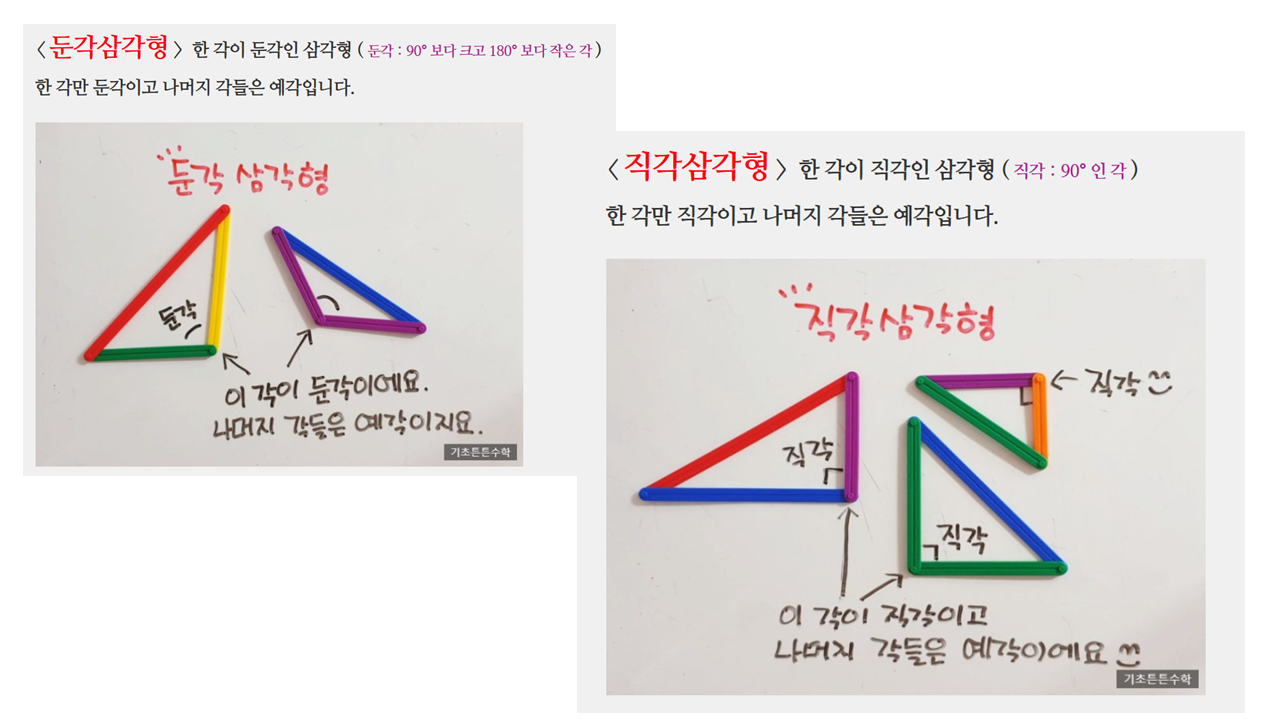 〈 둔각삼각형 〉 한 각이 둔각인 삼각형 ( 둔각 : 90° 보다 크고 180° 보다 작은 각 )
한 각만 둔각이고 나머지 각들은 예각입니다.
둔각 삼각형
둔각
이 각이 둔각이에요.
나머지 각들은 예각이지요.
기초튼튼수학
〈 직각삼각형 〉 한 각이 직각인 삼각형 ( 직각 : 90° 인 각 )
한 각만 직각이고 나머지 각들은 예각입니다.
직각삼각형
직각
직각
직각
이 각이 직각이고
나머지 각들은 예각이에요
기초튼튼수학